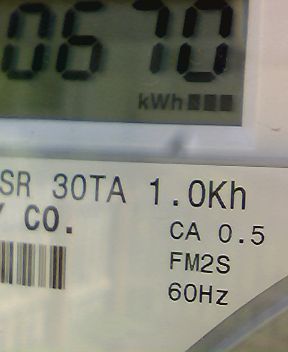 0670
kWh
SR 30TA 1.0Kh
Y CO.
CA 0.5
FM2S
60Hz